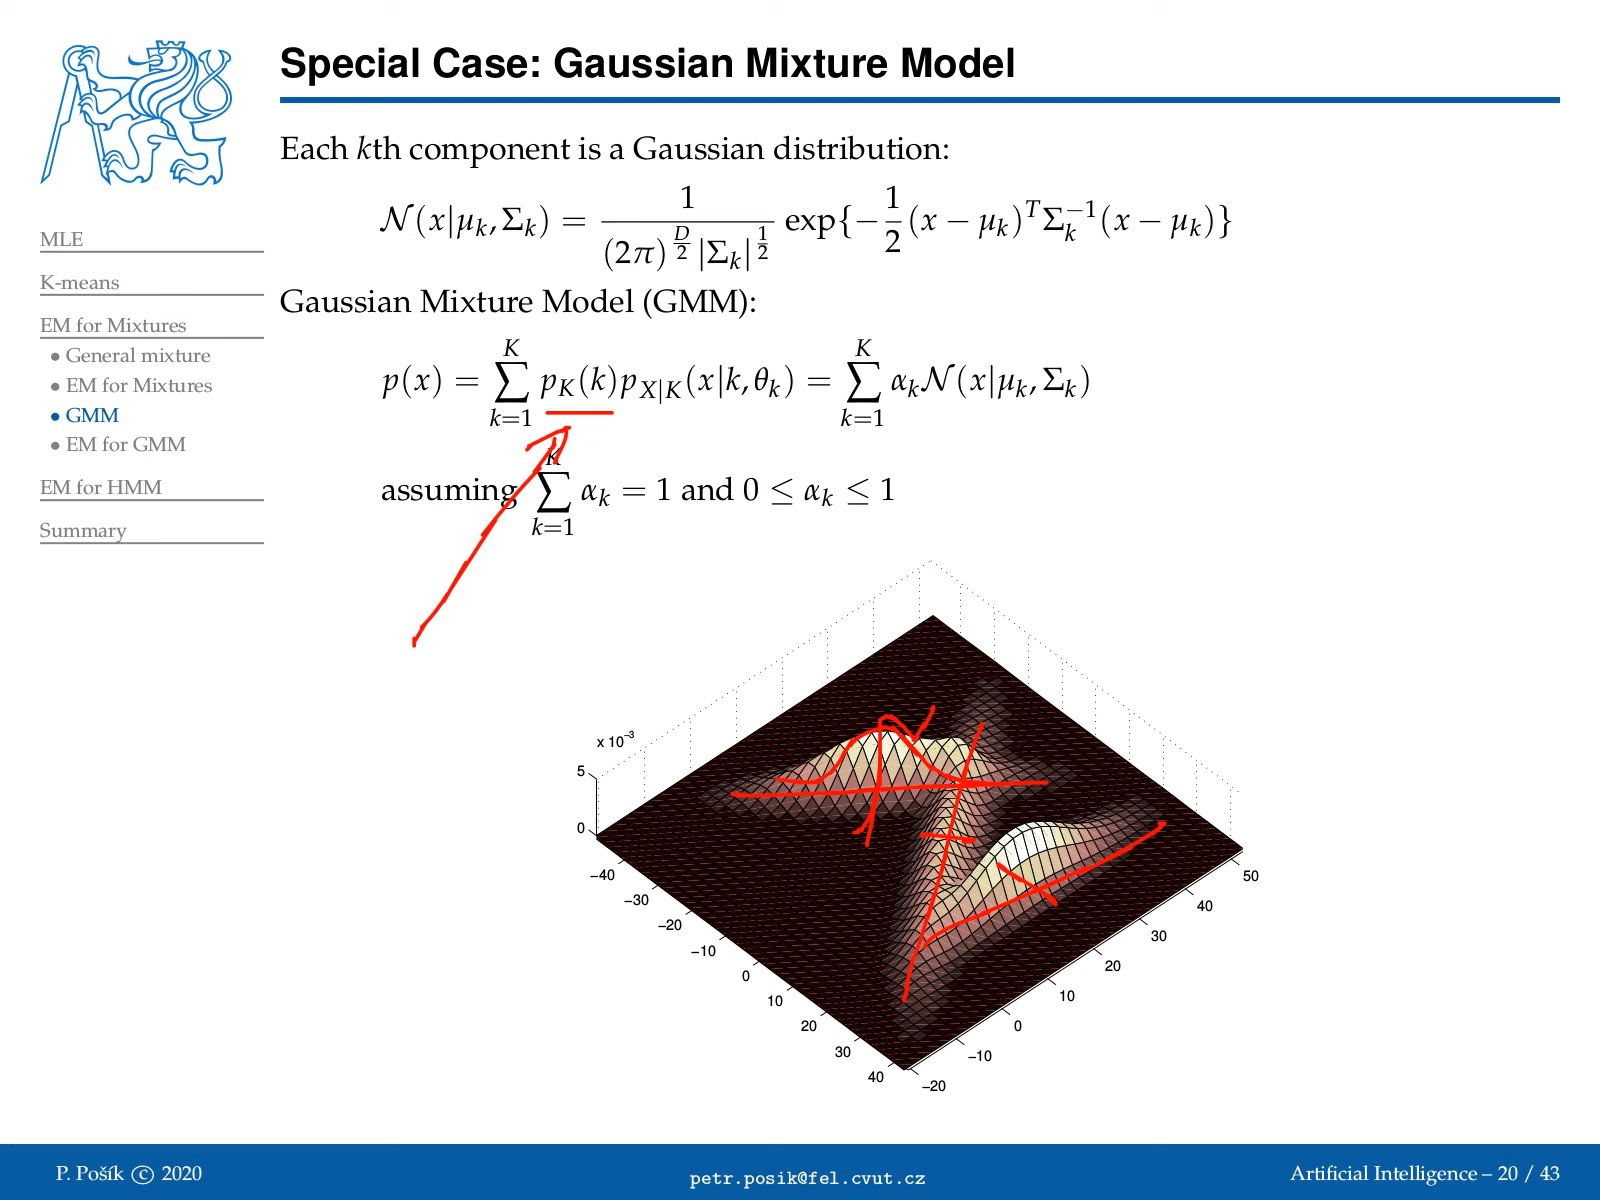 Special Case: Gaussian Mixture Model
MLE
K-means
EM for Mixtures
• General mixture
• EM for Mixtures
• GMM
• EM for GMM
EM for HMM
Summary
Each kth component is a Gaussian distribution:
𝒩(x|μ_k, Σ_k) = \frac{1}{(2π)^{\frac{D}{2}} |Σ_k|^{\frac{1}{2}}} exp{−\frac{1}{2}(x − μ_k)^T Σ_k^{−1}(x − μ_k)}
Gaussian Mixture Model (GMM):
p(x) = ∑_{k=1}^{K} p_K(k)p_{X|K}(x|k, θ_k) = ∑_{k=1}^{K} α_k 𝒩(x|μ_k, Σ_k)
assuming ∑_{k=1}^{K} α_k = 1 and 0 ≤ α_k ≤ 1
x 10^{−3}
5
0
−40
−30
−20
−10
0
10
20
30
40
−20
−10
0
10
20
30
40
50
P. Pošík © 2020
petr.posik@fel.cvut.cz
Artificial Intelligence – 20 / 43